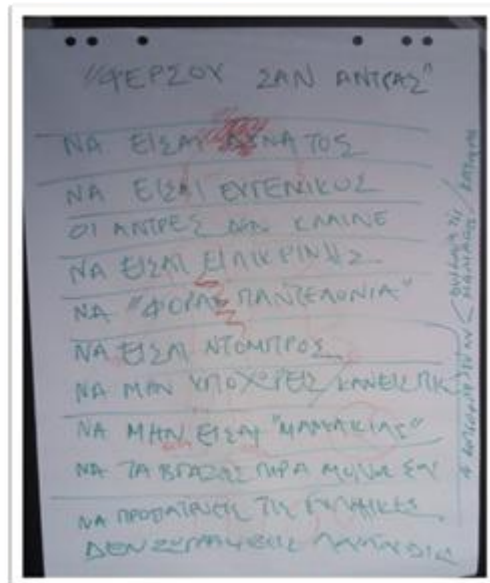 "ΦΕΡΣΟΥ ΣΑΝ ΑΝΤΡΑΣ"
ΝΑ ΕΙΣΑΙ ΔΥΝΑΤΟΣ
ΝΑ ΕΙΣΑΙ ΕΥΓΕΝΙΚΟΣ
ΟΙ ΑΝΤΡΕΣ ΔΕΝ ΚΛΑΙΝΕ
ΝΑ ΕΙΣΑΙ ΕΙΛΙΚΡΙΝΗΣ
ΝΑ "ΦΟΡΑΣ ΠΑΝΤΕΛΟΝΙΑ"
ΝΑ ΕΙΣΑΙ ΝΤΟΜΠΡΟΣ
ΝΑ ΜΗΝ ΥΠΟΧΩΡΕΙΣ
ΝΑ ΜΗΝ ΕΙΣΑΙ "ΜΑΜΑΚΙΑΣ"
ΝΑ ΤΑ ΒΓΑΖΕΙΣ ΠΕΡΑ ΜΟΝΟΣ ΣΟΥ
ΝΑ ΤΙΣ ΓΥΝΑΙΚΕΣ
ΔΕΝ